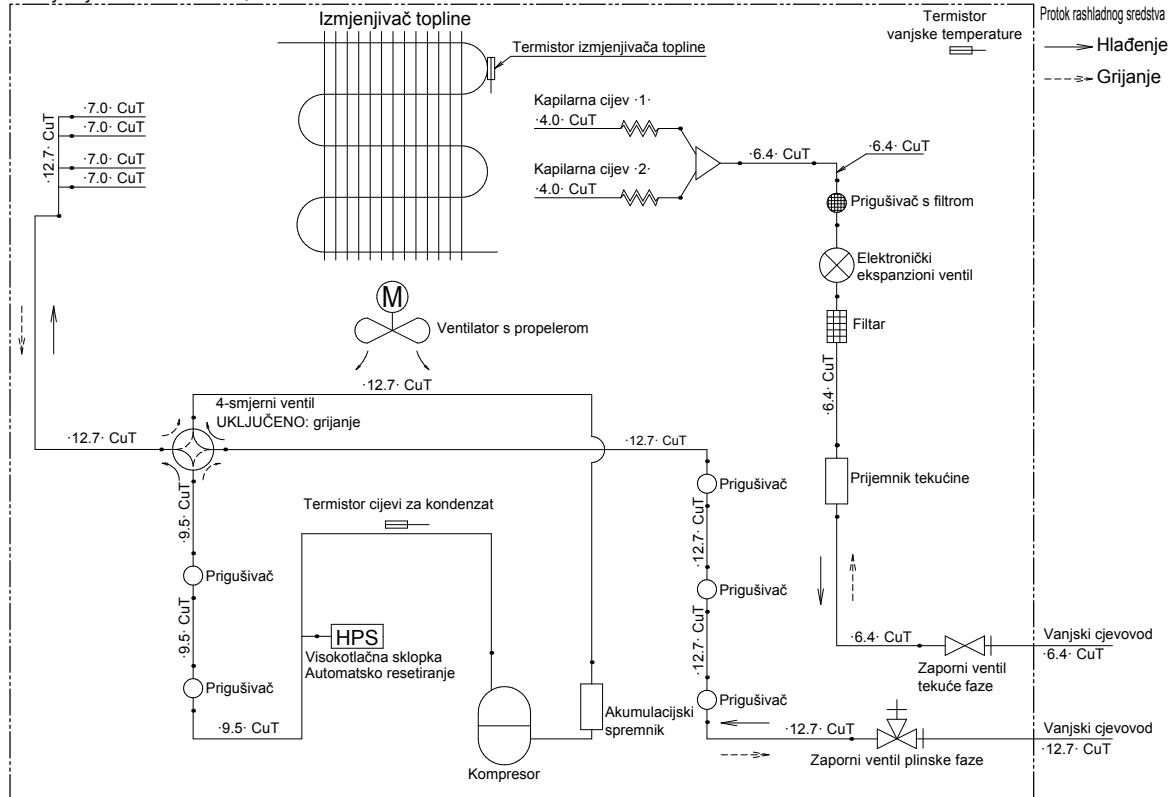 Izmjenjivač topline
Termistor izmjenjivača topline
Termistor
vanjske temperature
Protok rashladnog sredstva
Hlađenje
Grijanje
·7.0· CuT
·7.0· CuT
·7.0· CuT
·7.0· CuT
·12.7· CuT
Kapilarna cijev ·1·
·4.0· CuT
Kapilarna cijev ·2·
·4.0· CuT
·6.4· CuT
·6.4· CuT
Prigušivač s filtrom
Elektronički
ekspanzioni ventil
Filtar
·6.4· CuT
Prijemnik tekućine
M
Ventilator s propelerom
·12.7· CuT
4-smjerni ventil
UKLJUČENO: grijanje
·12.7· CuT
·12.7· CuT
·9.5· CuT
Termistor cijevi za kondenzat
Prigušivač
·12.7· CuT
Prigušivač
Prigušivač
·9.5· CuT
HPS
Visokotlačna sklopka
Automatsko resetiranje
·12.7· CuT
Prigušivač
Prigušivač
·9.5· CuT
Kompresor
Akumulacijski
spremnik
·6.4· CuT
Zaporni ventil
tekuće faze
Vanjski cjevovod
·6.4· CuT
·12.7· CuT
Zaporni ventil plinske faze
Vanjski cjevovod
·12.7· CuT